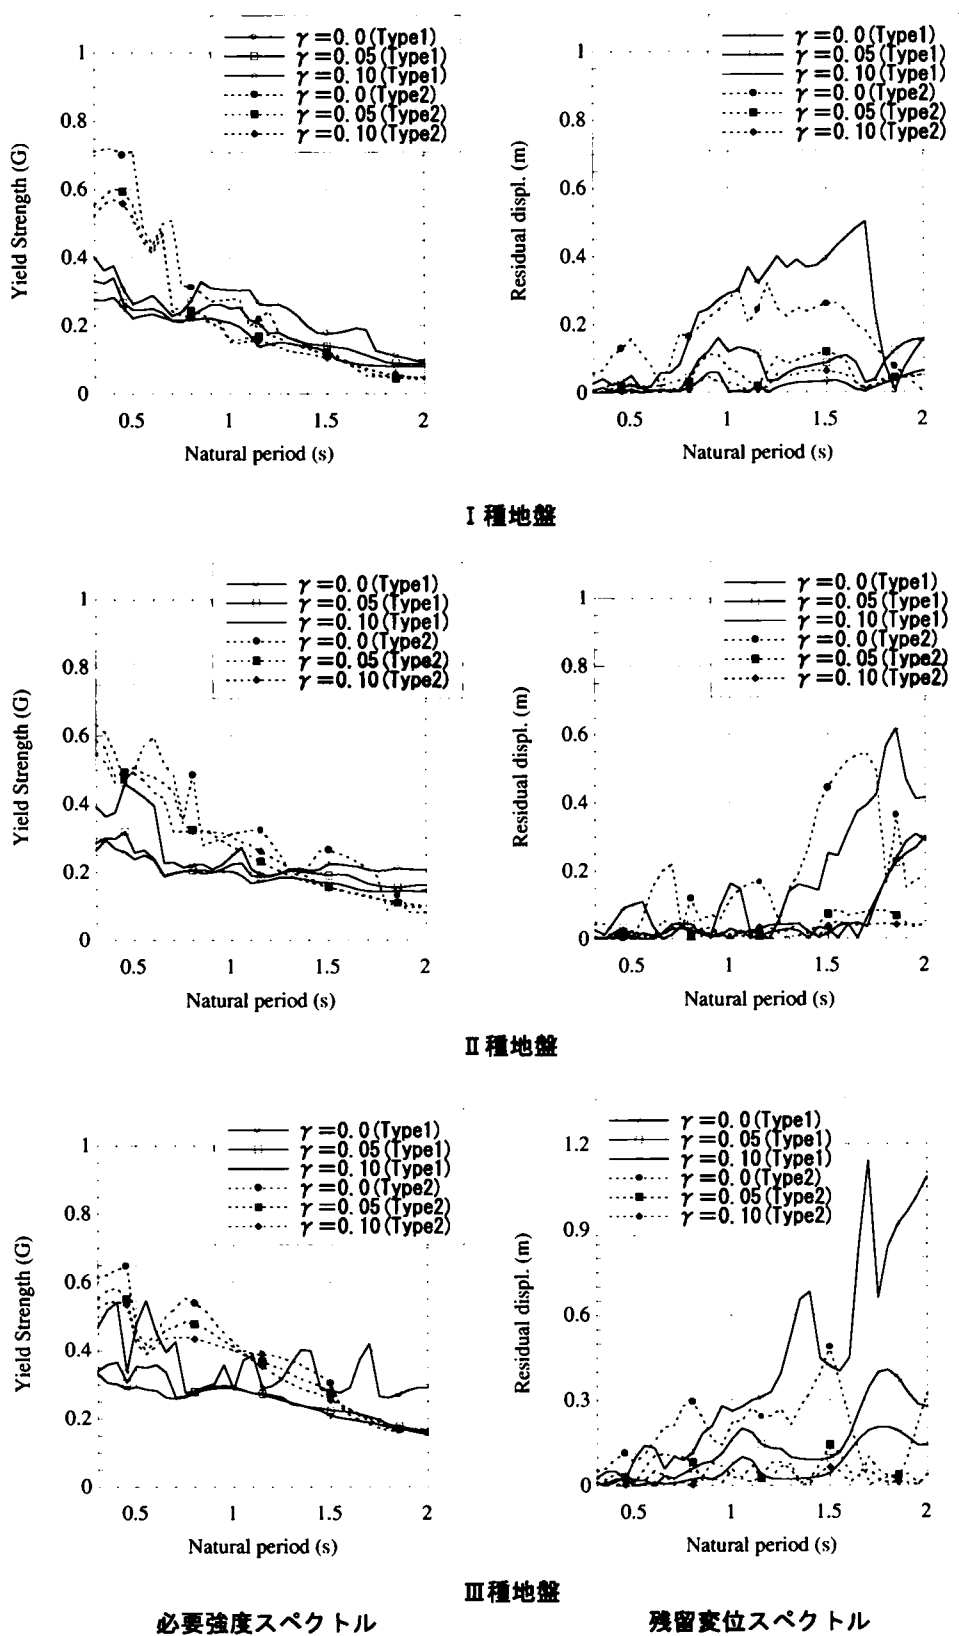 γ=0.0(Type1)
γ=0.05(Type1)
γ=0.10(Type1)
γ=0.0(Type2)
γ=0.05(Type2)
γ=0.10(Type2)
1
0.8
0.6
0.4
0.2
0
Yield Strength (G)
0.5 1 1.5 2
Natural period (s)
γ=0.0(Type1)
γ=0.05(Type1)
γ=0.10(Type1)
γ=0.0(Type2)
γ=0.05(Type2)
γ=0.10(Type2)
1
0.8
0.6
0.4
0.2
0
Residual displ. (m)
0.5 1 1.5 2
Natural period (s)
Ⅰ種地盤
γ=0.0(Type1)
γ=0.05(Type1)
γ=0.10(Type1)
γ=0.0(Type2)
γ=0.05(Type2)
γ=0.10(Type2)
1
0.8
0.6
0.4
0.2
0
Yield Strength (G)
0.5 1 1.5 2
Natural period (s)
γ=0.0(Type1)
γ=0.05(Type1)
γ=0.10(Type1)
γ=0.0(Type2)
γ=0.05(Type2)
γ=0.10(Type2)
1
0.8
0.6
0.4
0.2
0
Residual displ. (m)
0.5 1 1.5 2
Natural period (s)
Ⅱ種地盤
γ=0.0(Type1)
γ=0.05(Type1)
γ=0.10(Type1)
γ=0.0(Type2)
γ=0.05(Type2)
γ=0.10(Type2)
1
0.8
0.6
0.4
0.2
0
Yield Strength (G)
0.5 1 1.5 2
Natural period (s)
γ=0.0(Type1)
γ=0.05(Type1)
γ=0.10(Type1)
γ=0.0(Type2)
γ=0.05(Type2)
γ=0.10(Type2)
1.2
0.9
0.6
0.3
0
Residual displ. (m)
0.5 1 1.5 2
Natural period (s)
Ⅲ種地盤
必要強度スペクトル
残留変位スペクトル